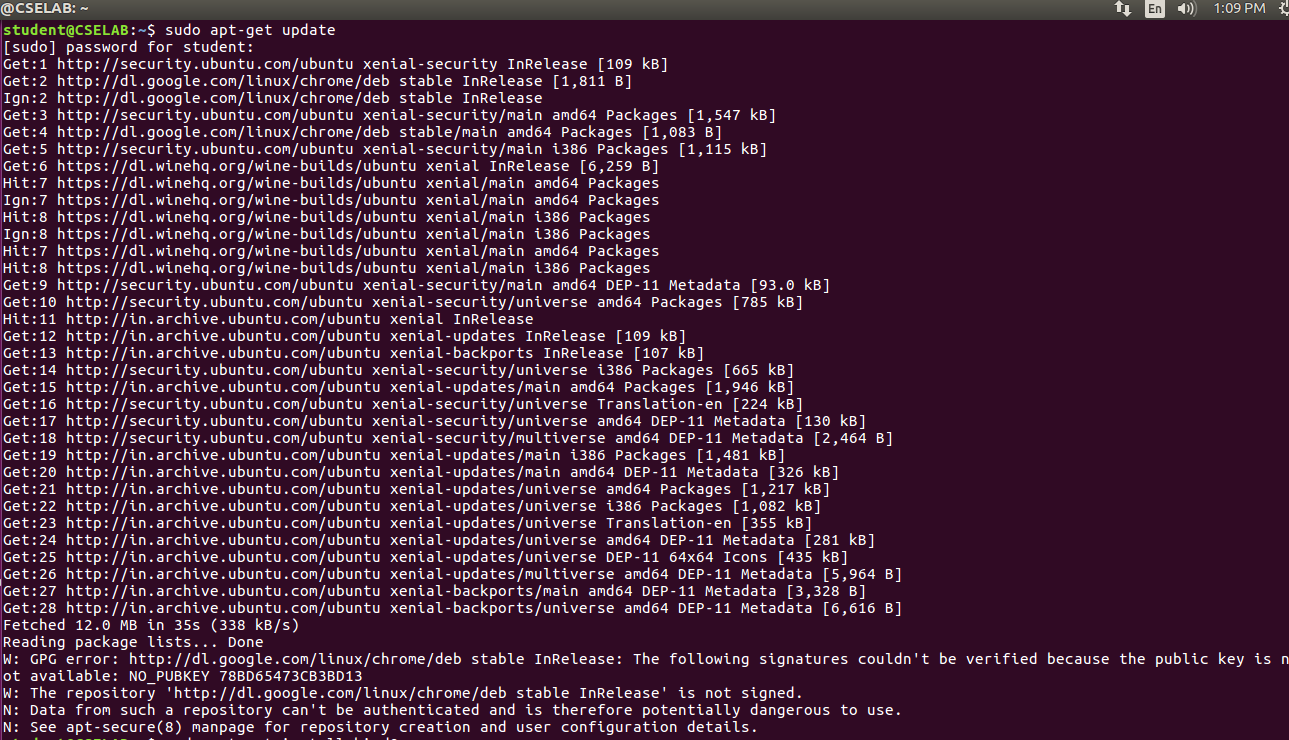 @CSELAB: ~
En 1:09 PM
student@CSELAB:~$ sudo apt-get update
[sudo] password for student:
Get:1 http://security.ubuntu.com/ubuntu xenial-security InRelease [109 kB]
Get:2 http://dl.google.com/linux/chrome/deb stable InRelease [1,811 B]
Ign:2 http://dl.google.com/linux/chrome/deb stable InRelease
Get:3 http://security.ubuntu.com/ubuntu xenial-security/main amd64 Packages [1,547 kB]
Get:4 http://dl.google.com/linux/chrome/deb stable/main amd64 Packages [1,083 B]
Get:5 http://security.ubuntu.com/ubuntu xenial-security/main i386 Packages [1,115 kB]
Get:6 https://dl.winehq.org/wine-builds/ubuntu xenial InRelease [6,259 B]
Hit:7 https://dl.winehq.org/wine-builds/ubuntu xenial/main amd64 Packages
Ign:7 https://dl.winehq.org/wine-builds/ubuntu xenial/main amd64 Packages
Hit:8 https://dl.winehq.org/wine-builds/ubuntu xenial/main i386 Packages
Ign:8 https://dl.winehq.org/wine-builds/ubuntu xenial/main i386 Packages
Hit:7 https://dl.winehq.org/wine-builds/ubuntu xenial/main amd64 Packages
Hit:8 https://dl.winehq.org/wine-builds/ubuntu xenial/main i386 Packages
Get:9 http://security.ubuntu.com/ubuntu xenial-security/main amd64 DEP-11 Metadata [93.0 kB]
Get:10 http://security.ubuntu.com/ubuntu xenial-security/universe amd64 Packages [785 kB]
Hit:11 http://in.archive.ubuntu.com/ubuntu xenial InRelease
Get:12 http://in.archive.ubuntu.com/ubuntu xenial-updates InRelease [109 kB]
Get:13 http://in.archive.ubuntu.com/ubuntu xenial-backports InRelease [107 kB]
Get:14 http://security.ubuntu.com/ubuntu xenial-security/universe i386 Packages [665 kB]
Get:15 http://in.archive.ubuntu.com/ubuntu xenial-updates/main amd64 Packages [1,946 kB]
Get:16 http://security.ubuntu.com/ubuntu xenial-security/universe Translation-en [224 kB]
Get:17 http://security.ubuntu.com/ubuntu xenial-security/universe amd64 DEP-11 Metadata [130 kB]
Get:18 http://security.ubuntu.com/ubuntu xenial-security/multiverse amd64 DEP-11 Metadata [2,464 B]
Get:19 http://in.archive.ubuntu.com/ubuntu xenial-updates/main i386 Packages [1,481 kB]
Get:20 http://in.archive.ubuntu.com/ubuntu xenial-updates/main amd64 DEP-11 Metadata [326 kB]
Get:21 http://in.archive.ubuntu.com/ubuntu xenial-updates/universe amd64 Packages [1,217 kB]
Get:22 http://in.archive.ubuntu.com/ubuntu xenial-updates/universe i386 Packages [1,082 kB]
Get:23 http://in.archive.ubuntu.com/ubuntu xenial-updates/universe Translation-en [355 kB]
Get:24 http://in.archive.ubuntu.com/ubuntu xenial-updates/universe amd64 DEP-11 Metadata [281 kB]
Get:25 http://in.archive.ubuntu.com/ubuntu xenial-updates/universe DEP-11 64x64 Icons [435 kB]
Get:26 http://in.archive.ubuntu.com/ubuntu xenial-updates/multiverse amd64 DEP-11 Metadata [5,964 B]
Get:27 http://in.archive.ubuntu.com/ubuntu xenial-backports/main amd64 DEP-11 Metadata [3,328 B]
Get:28 http://in.archive.ubuntu.com/ubuntu xenial-backports/universe amd64 DEP-11 Metadata [6,616 B]
Fetched 12.0 MB in 35s (338 kB/s)
Reading package lists... Done
W: GPG error: http://dl.google.com/linux/chrome/deb stable InRelease: The following signatures couldn't be verified because the public key is n
ot available: NO_PUBKEY 78BD65473CB3BD13
W: The repository 'http://dl.google.com/linux/chrome/deb stable InRelease' is not signed.
N: Data from such a repository can't be authenticated and is therefore potentially dangerous to use.
N: See apt-secure(8) manpage for repository creation and user configuration details.